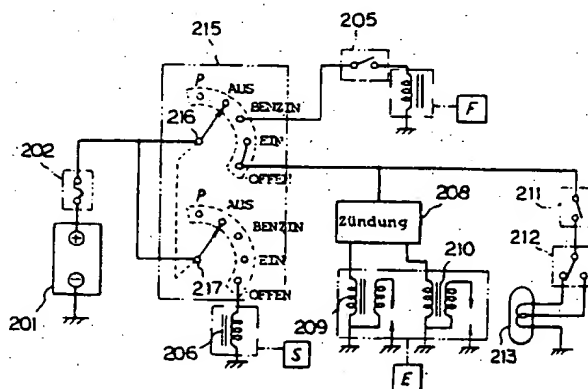 215
205
P
AUS
BENZIN
216
EIN
OFFEN
F
202
201
P
AUS
BENZIN
EIN
217
OFFEN
206
S
Zündung
208
211
212
210
209
213
E